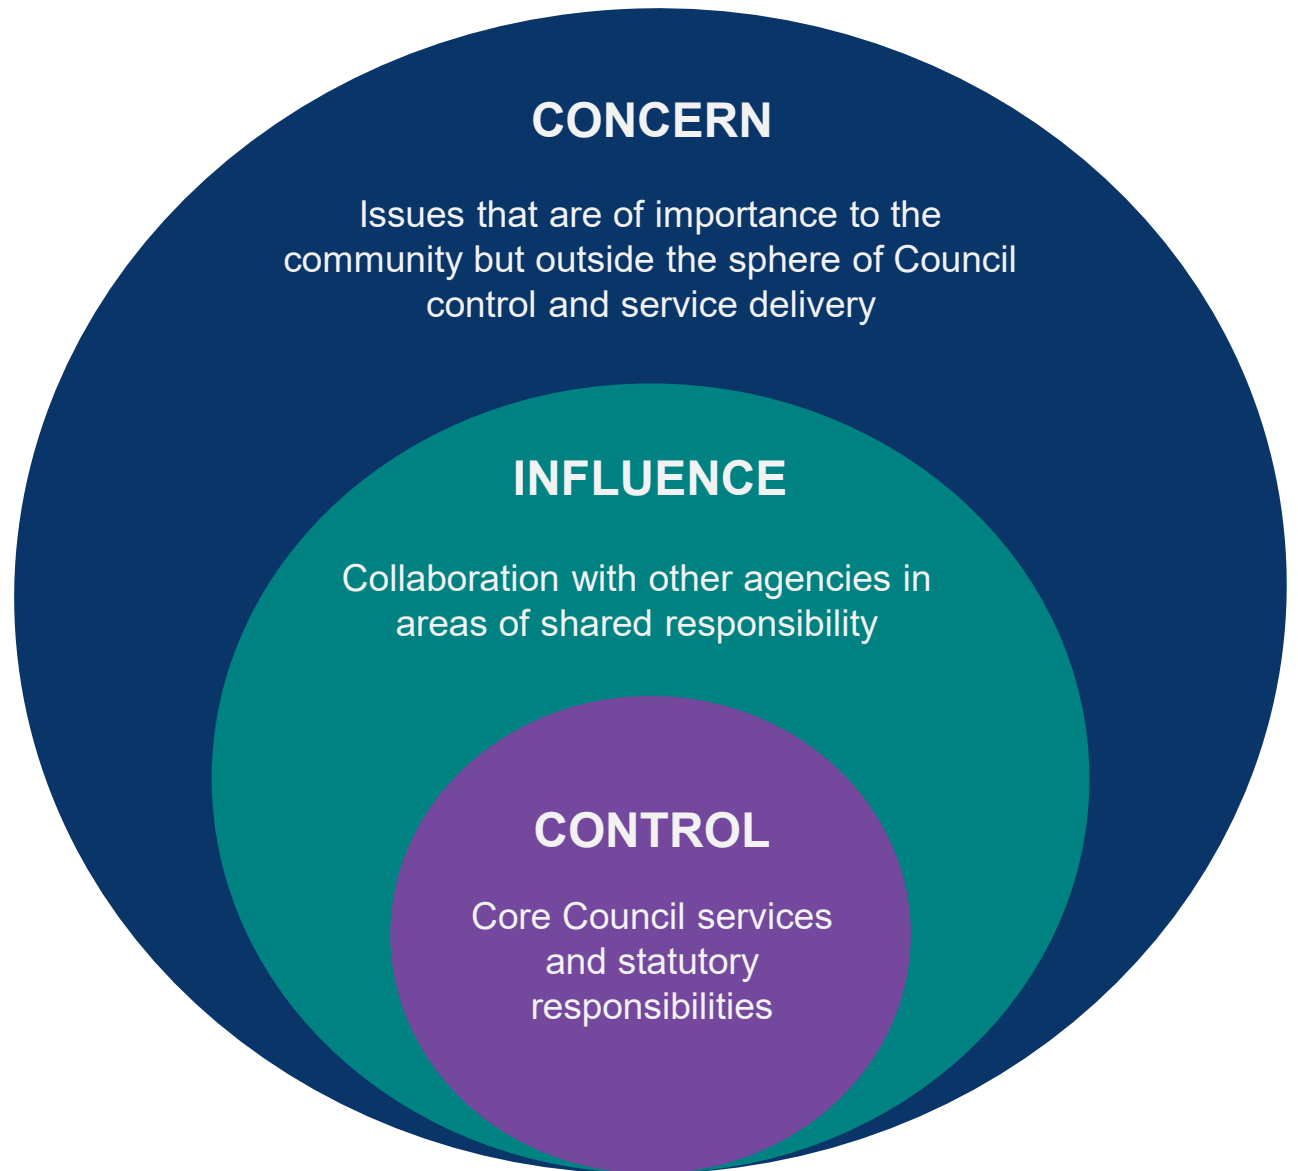 CONCERN
Issues that are of importance to the
community but outside the sphere of Council
control and service delivery
INFLUENCE
Collaboration with other agencies in
areas of shared responsibility
CONTROL
Core Council services
and statutory
responsibilities